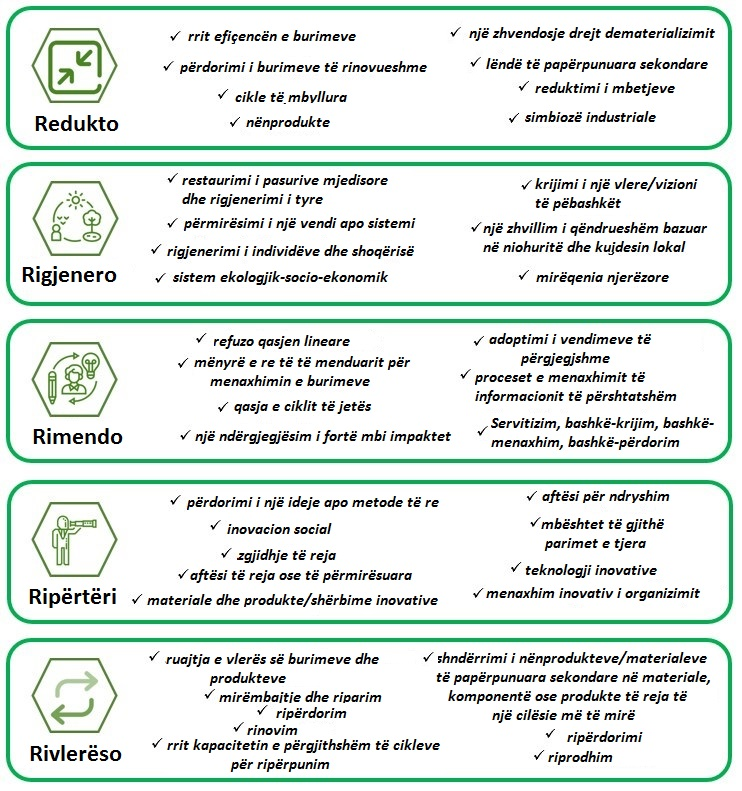 ✓ rrit efiçencën e burimeve
✓ përdorimi i burimeve të rinovueshme
✓ cikle të mbyllura
✓ nënprodukte
✓ një zhvendosje drejt dematerializimit
✓ lëndë të papërpunuara sekondare
✓ reduktimi i mbetjeve
✓ simbiozë industriale
Redukto
✓ restaurimi i pasurive mjedisore
dhe rigjenerimi i tyre
✓ përmirësimi i një vendi apo sistemi
✓ rigjenerimi i individëve dhe shoqërisë
✓ sistem ekologjik-socio-ekonomik
✓ krijimi i një vlere/vizioni
të pëbashkët
✓ një zhvillim i qëndrueshëm bazuar
në niohuritë dhe kujdesin lokal
✓ mirëqenia njerëzore
Rigjenero
✓ refuzo qasjen lineare
✓ mënyrë e re të të menduarit për
menaxhimin e burimeve
✓ qasja e ciklit të jetës
✓ një ndërgjegjësim i fortë mbi impaktet
✓ adoptimi i vendimeve të
përgjegjshme
✓ proceset e menaxhimit të
informacionit të përshtatshëm
✓ Servitizim, bashkë-krijim, bashkë-
menaxhim, bashkë-përdorim
Rimendo
✓ përdorimi i një ideje apo metode të re
✓ inovacion social
✓ zgjidhje të reja
✓ aftësi të reja ose të përmirësuara
✓ materiale dhe produkte/shërbime inovative
✓ aftësi për ndryshim
✓ mbështet të gjithë
parimet e tjera
✓ teknologji inovative
✓ menaxhim inovativ i organizimit
Ripërtëri
✓ ruajtja e vlerës së burimeve dhe
produkteve
✓ mirëmbajtje dhe riparim
✓ ripërdorim
✓ rinovim
✓ rrit kapacitetin e përgjithshëm të cikleve
për ripërpunim
✓ shndërrimi i nënprodukteve/materialeve
të papërpunuara sekondare në materiale,
komponentë ose produkte të reja të
një cilësie më të mirë
✓ ripërdorimi
✓ riprodhim
Rivlerëso